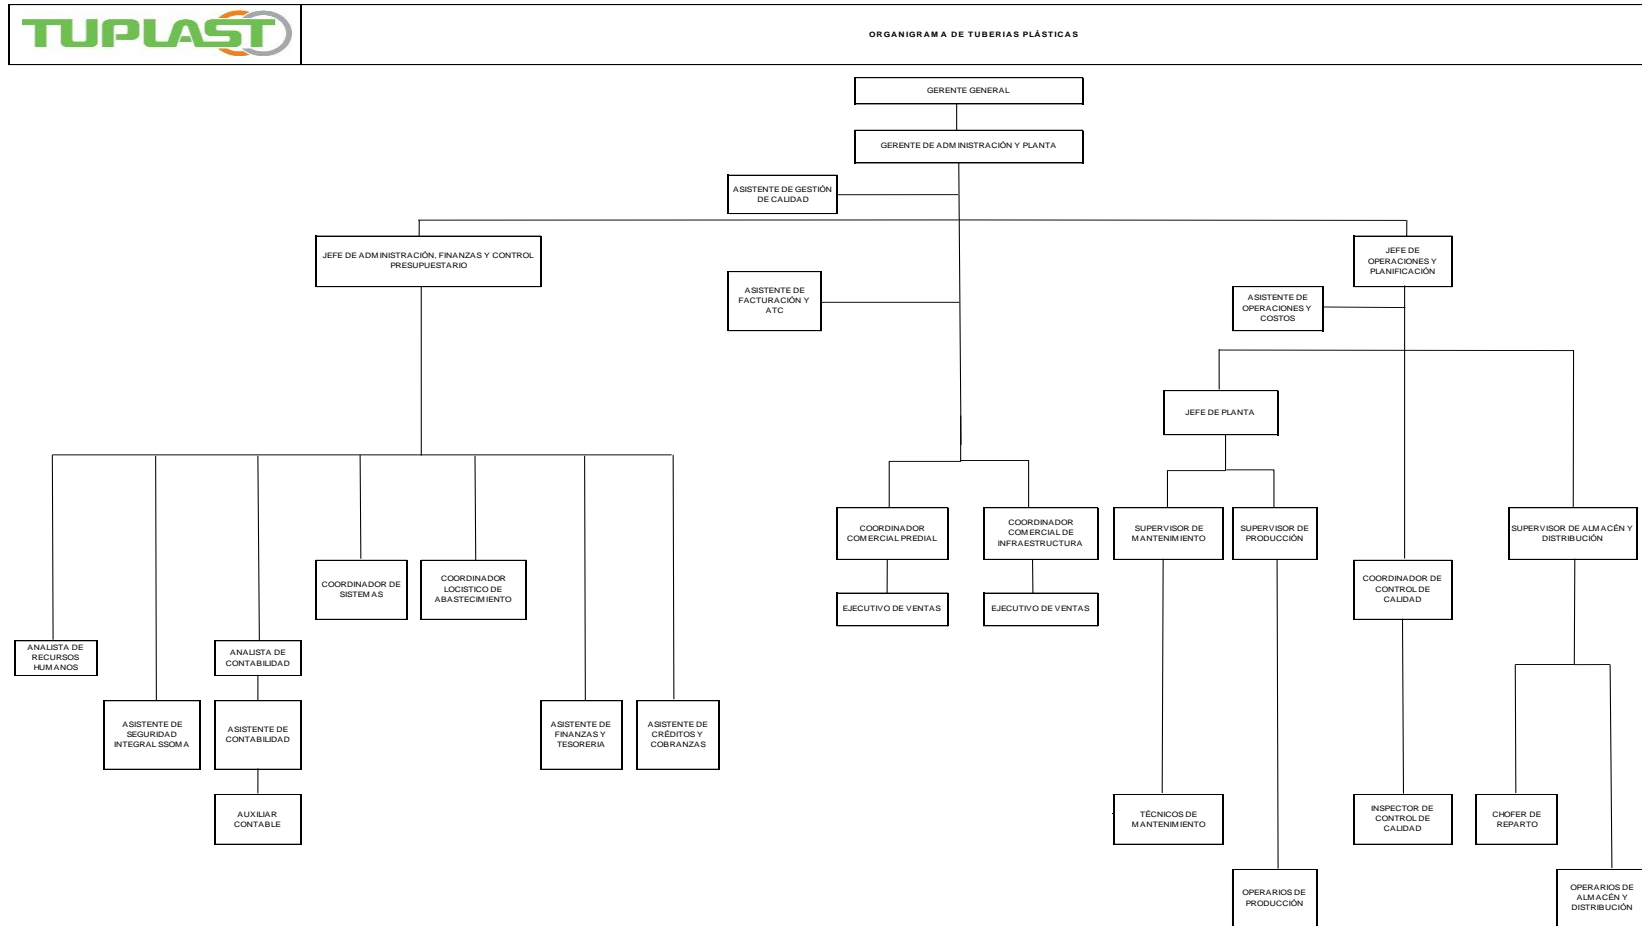 TUPLAST
ORGANIGRAMA DE TUBERIAS PLÁSTICAS
GERENTE GENERAL
GERENTE DE ADMINISTRACIÓN Y PLANTA
ASISTENTE DE GESTIÓN
DE CALIDAD
JEFE DE ADMINISTRACIÓN, FINANZAS Y CONTROL
PRESUPUESTARIO
JEFE DE
OPERACIONES Y
PLANIFICACIÓN
ASISTENTE DE
FACTURACIÓN Y
ATC
ASISTENTE DE
OPERACIONES Y
COSTOS
JEFE DE PLANTA
COORDINADOR
COMERCIAL PREDIAL
COORDINADOR
COMERCIAL DE
INFRAESTRUCTURA
SUPERVISOR DE
MANTENIMIENTO
SUPERVISOR DE
PRODUCCIÓN
SUPERVISOR DE ALMACÉN Y
DISTRIBUCIÓN
COORDINADOR DE
SISTEMAS
COORDINADOR
LOCISTICO DE
ABASTECIMIENTO
EJECUTIVO DE VENTAS
EJECUTIVO DE VENTAS
COORDINADOR DE
CONTROL DE
CALIDAD
ANALISTA DE
RECURSOS
HUMANOS
ANALISTA DE
CONTABILIDAD
ASISTENTE DE
SEGURIDAD
INTEGRAL SSOMA
ASISTENTE DE
CONTABILIDAD
ASISTENTE DE
FINANZAS Y
TESORERIA
ASISTENTE DE
CRÉDITOS Y
COBRANZAS
AUXILIAR
CONTABLE
TÉCNICOS DE
MANTENIMIENTO
INSPECTOR DE
CONTROL DE
CALIDAD
CHOFER DE
REPARTO
OPERARIOS DE
PRODUCCIÓN
OPERARIOS DE
ALMACÉN Y
DISTRIBUCIÓN